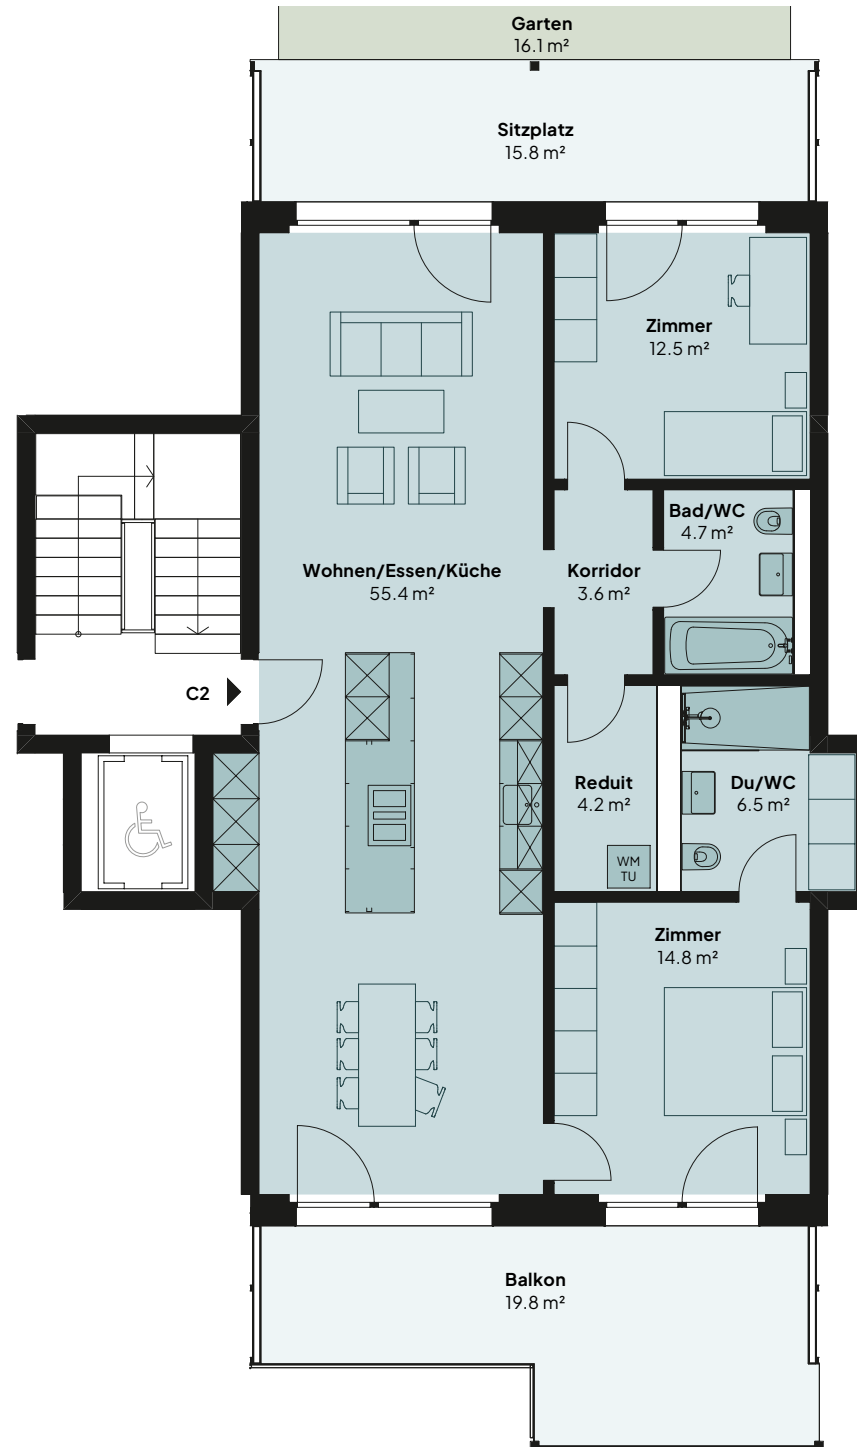 Garten
16.1 m²
Sitzplatz
15.8 m²
Zimmer
12.5 m²
Bad/WC
4.7 m²
Wohnen/Essen/Küche
55.4 m²
Korridor
3.6 m²
C2
Reduit
4.2 m²
Du/WC
6.5 m²
WM
TU
Zimmer
14.8 m²
Balkon
19.8 m²